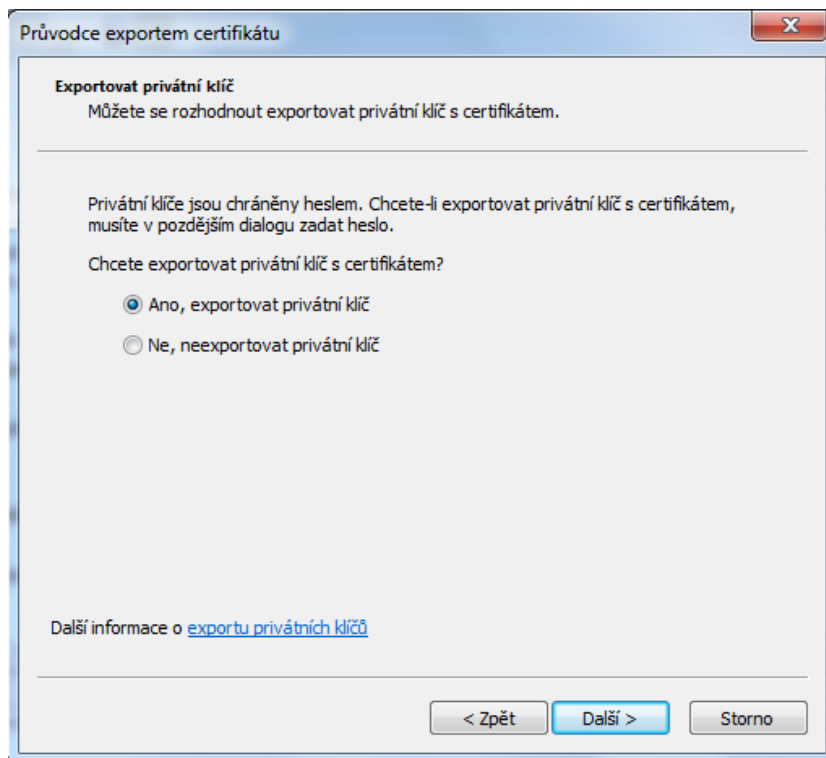 Průvodce exportem certifikátu
X
Exportovat privátní klíč
Můžete se rozhodnout exportovat privátní klíč s certifikátem.
Privátní klíče jsou chráněny heslem. Chcete-li exportovat privátní klíč s certifikátem,
musíte v pozdějším dialogu zadat heslo.
Chcete exportovat privátní klíč s certifikátem?
Ano, exportovat privátní klíč
Ne, neexportovat privátní klíč
Další informace o exportu privátních klíčů
< Zpět
Další >
Storno